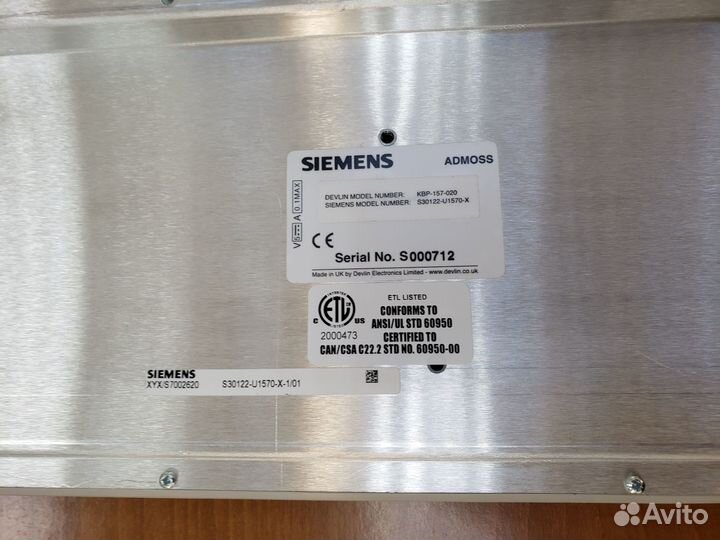 SIEMENS ADMOSS
DEVLIN MODEL NUMBER: KBP-157-020
SIEMENS MODEL NUMBER: S30122-U1570-X
V 5 A 0.1MAX
CE
Serial No. S000712
Made in UK by Devlin Electronics Limited - www.devlin.co.uk
ETL LISTED
CONFORMS TO
ANSI/UL STD 60950
CERTIFIED TO
CAN/CSA C22.2 STD NO. 60950-00
C ETL US
2000473
SIEMENS
XYX/S7002620 S30122-U1570-X-1/01
Avito